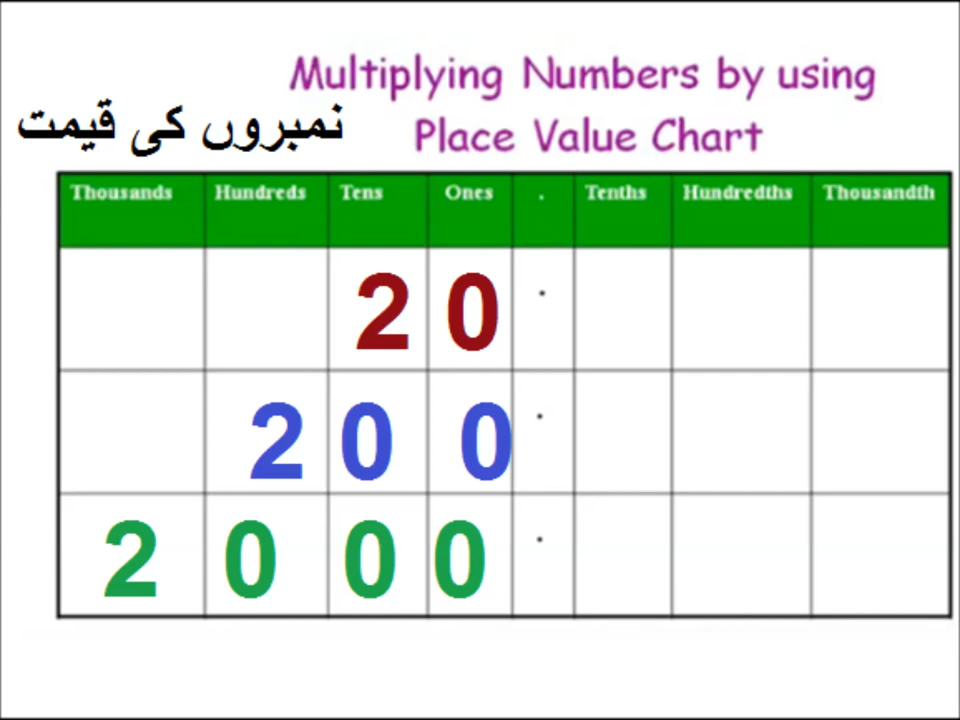 Multiplying Numbers by using
Place Value Chart
نمبروں کی قیمت
Thousands Hundreds Tens Ones . Tenths Hundredths Thousandth
2 0 .
2 0 0 .
2 0 0 0 .